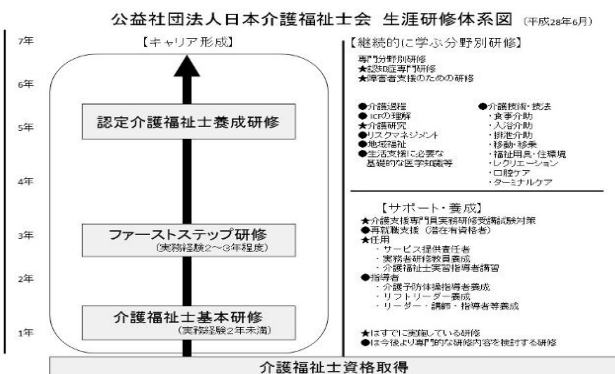 公益社団法人日本介護福祉士会 生涯研修体系図 (平成28年6月)
7年
6年
5年
4年
3年
2年
1年
【キャリア形成】
認定介護福祉士養成研修
ファーストステップ研修
(実務経験2～3年程度)
介護福祉士基本研修
(実務経験2年未満)
介護福祉士資格取得
【継続的に学ぶ分野別研修】
専門分野別研修
★認知症専門研修
★障害者支援のための研修
●介護過程
●ICFの理解
★介護研究
●リスクマネジメント
●地域福祉
●生活支援に必要な
基礎的な医学知識等
●介護技術・技法
・食事介助
・入浴介助
・排泄介助
・移動・移乗
・福祉用具・住環境
・レクリエーション
・口腔ケア
・ターミナルケア
【サポート・養成】
★介護支援専門員実務研修受講試験対策
●再就職支援(潜在有資格者)
★任用
・サービス提供責任者
・実務者研修教員養成
・介護福祉士実習指導者講習
●指導者
・介護予防体操指導者養成
・リフトリーダー養成
・リーダー・講師・指導者等養成
★はすでに実施している研修
●は今後より専門的な研修内容を検討する研修